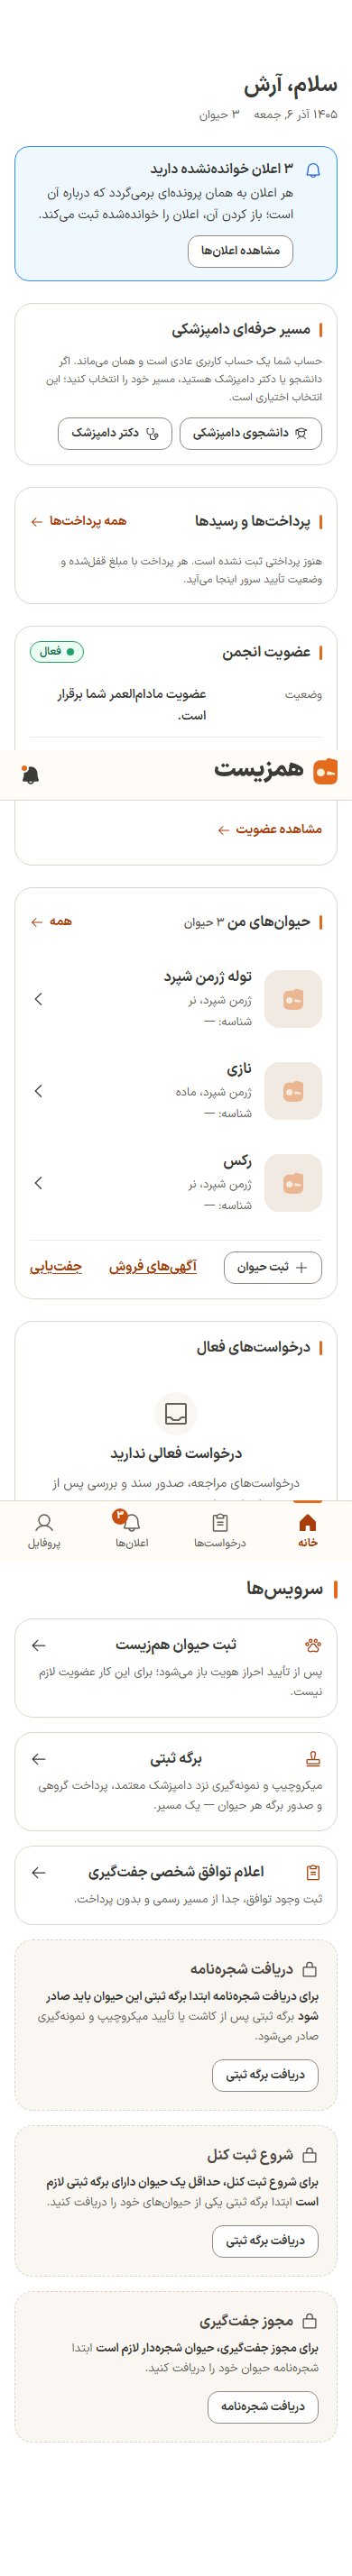 سلام، آرش
۱۴۰۵ آذر ۶, جمعه ۳ حیوان
۳ اعلان خوانده‌نشده دارید
هر اعلان به همان پرونده‌ای برمی‌گردد که درباره آن
است؛ باز کردن آن، اعلان را خوانده‌شده ثبت می‌کند.
مشاهده اعلان‌ها
مسیر حرفه‌ای دامپزشکی
حساب شما یک حساب کاربری عادی است و همان می‌ماند. اگر
دانشجو یا دکتر دامپزشک هستید، مسیر خود را انتخاب کنید؛ این
انتخاب اختیاری است.
دانشجوی دامپزشکی
دکتر دامپزشک
پرداخت‌ها و رسیدها
همه پرداخت‌ها
هنوز پرداختی ثبت نشده است. هر پرداخت با مبلغ قفل‌شده و
وضعیت تأیید سرور اینجا می‌آید.
عضویت انجمن
فعال
وضعیت
عضویت مادام‌العمر شما برقرار
است.
همزیست
مشاهده عضویت
حیوان‌های من ۳ حیوان
همه
توله ژرمن شپرد
ژرمن شپرد، نر
شناسه: —
نازی
ژرمن شپرد، ماده
شناسه: —
رکس
ژرمن شپرد، نر
شناسه: —
ثبت حیوان
آگهی‌های فروش
جفت‌یابی
درخواست‌های فعال
درخواست فعالی ندارید
درخواست‌های مراجعه، صدور سند و بررسی پس از
خانه
درخواست‌ها
۳
اعلان‌ها
پروفایل
سرویس‌ها
ثبت حیوان هم‌زیست
پس از تأیید احراز هویت باز می‌شود؛ برای این کار عضویت لازم
نیست.
برگه ثبتی
میکروچیپ و نمونه‌گیری نزد دامپزشک معتمد، پرداخت گروهی
و صدور برگه هر حیوان — یک مسیر.
اعلام توافق شخصی جفت‌گیری
ثبت وجود توافق، جدا از مسیر رسمی و بدون پرداخت.
دریافت شجره‌نامه
برای دریافت شجره‌نامه ابتدا برگه ثبتی این حیوان باید صادر
شود برگه ثبتی پس از کاشت یا تأیید میکروچیپ و نمونه‌گیری
صادر می‌شود.
دریافت برگه ثبتی
شروع ثبت کنل
برای شروع ثبت کنل، حداقل یک حیوان دارای برگه ثبتی لازم
است ابتدا برگه ثبتی یکی از حیوان‌های خود را دریافت کنید.
دریافت برگه ثبتی
مجوز جفت‌گیری
برای مجوز جفت‌گیری، حیوان شجره‌دار لازم است ابتدا
شجره‌نامه حیوان خود را دریافت کنید.
دریافت شجره‌نامه